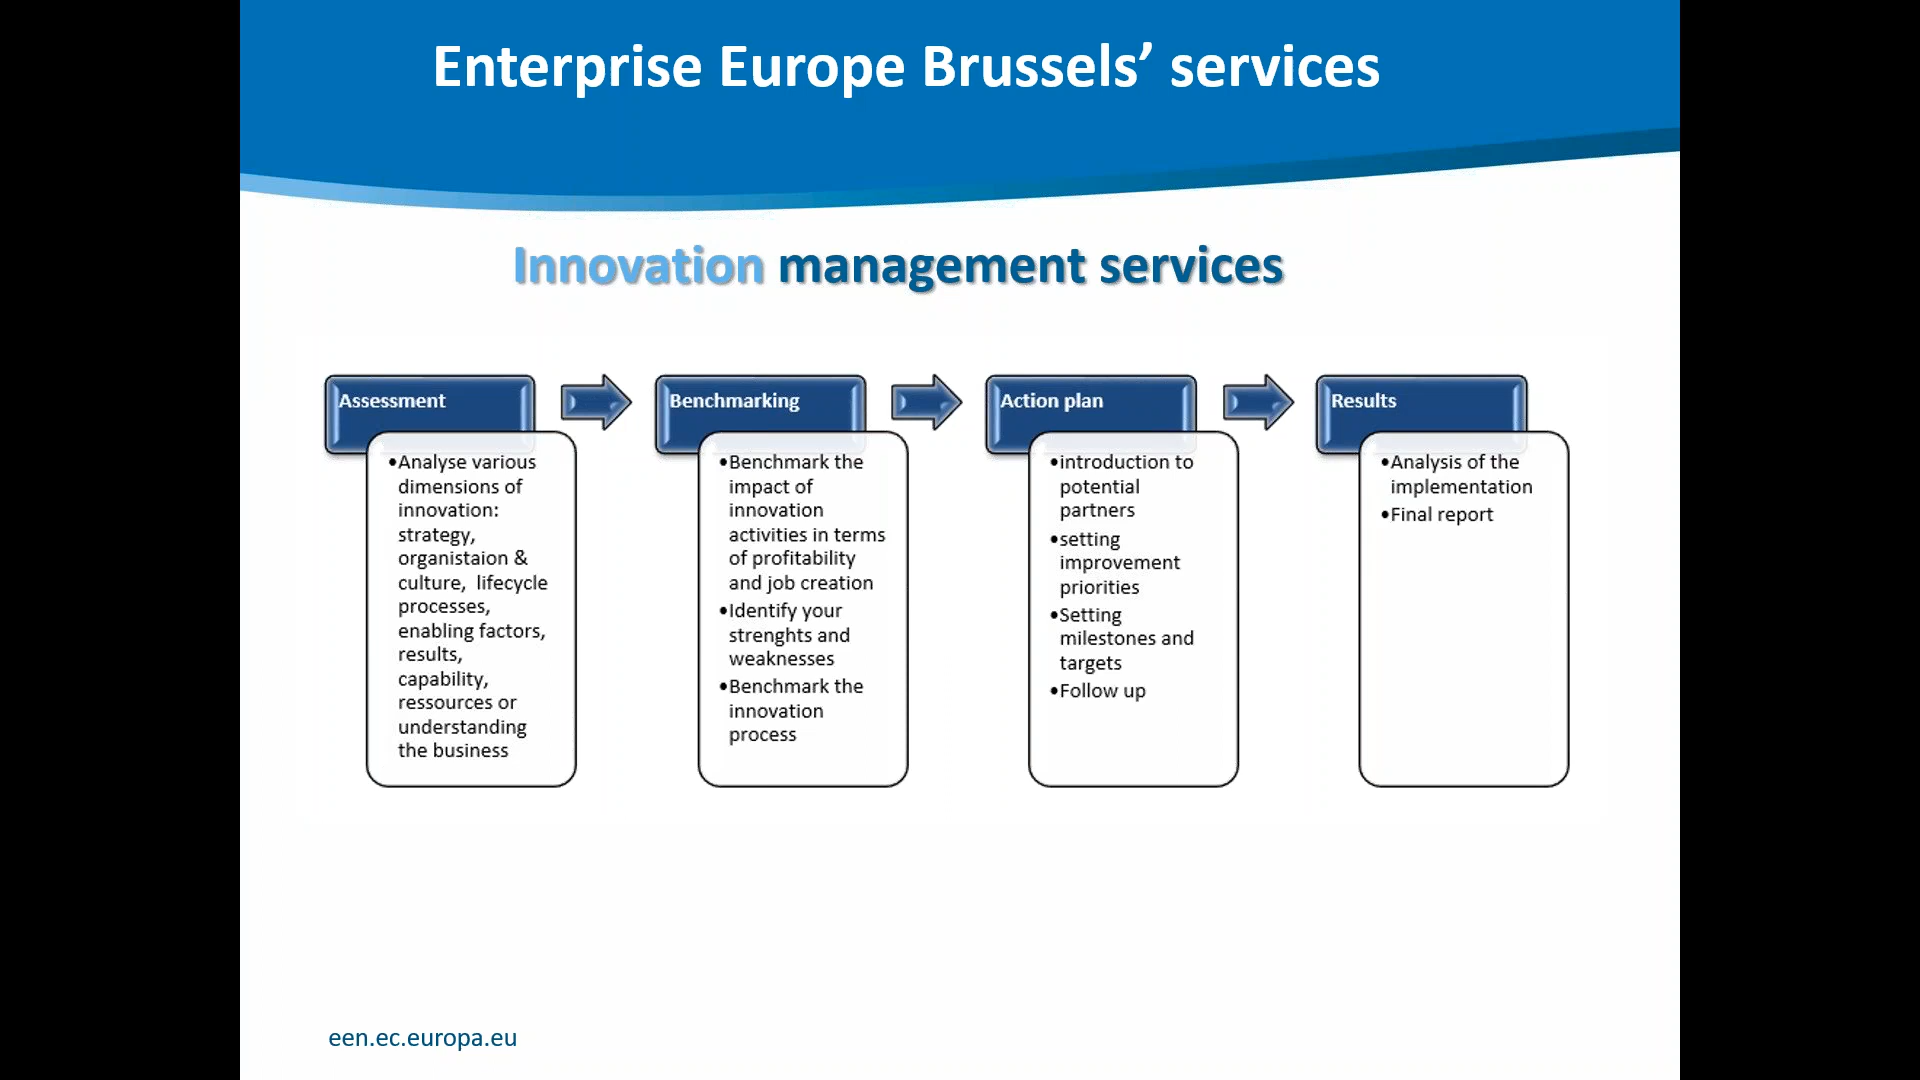 Enterprise Europe Brussels’ services
Innovation management services
Assessment
•Analyse various
dimensions of
innovation:
strategy,
organistaion &
culture, lifecycle
processes,
enabling factors,
results,
capability,
ressources or
understanding
the business
Benchmarking
•Benchmark the
impact of
innovation
activities in terms
of profitability
and job creation
•Identify your
strenghts and
weaknesses
•Benchmark the
innovation
process
Action plan
•introduction to
potential
partners
•setting
improvement
priorities
•Setting
milestones and
targets
•Follow up
Results
•Analysis of the
implementation
•Final report
een.ec.europa.eu